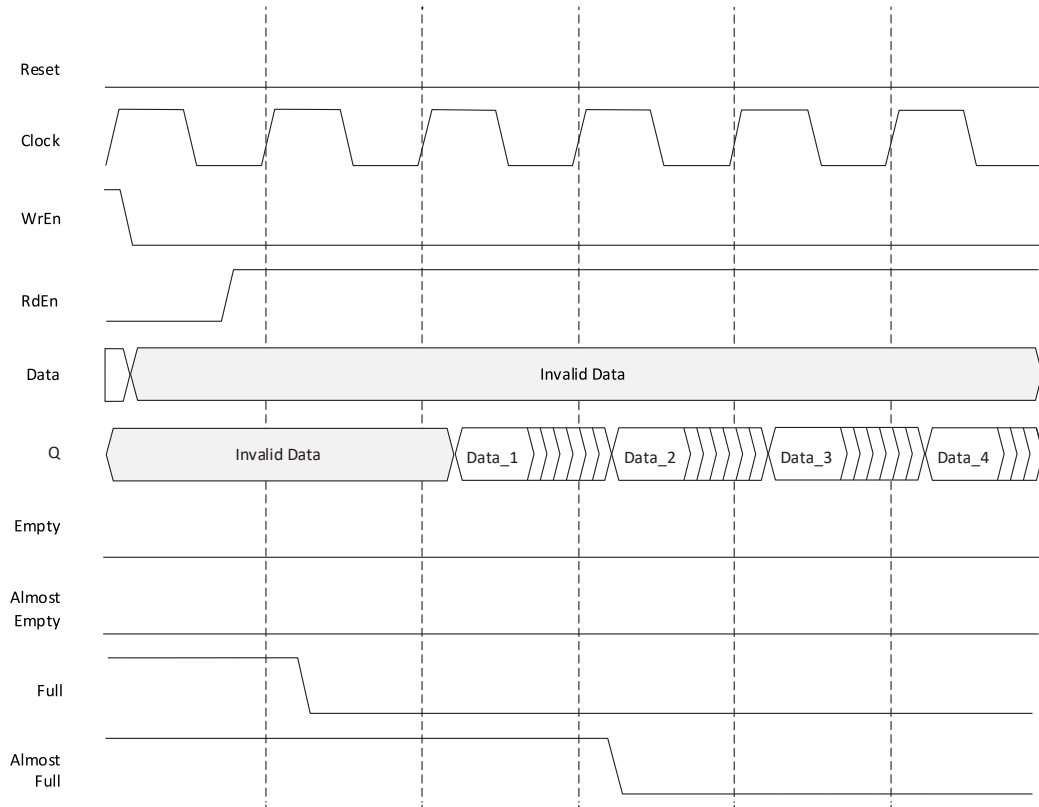 Reset
Clock
WrEn
RdEn
Data
Invalid Data
Q
Invalid Data
Data_1
Data_2
Data_3
Data_4
Empty
Almost
Empty
Full
Almost
Full